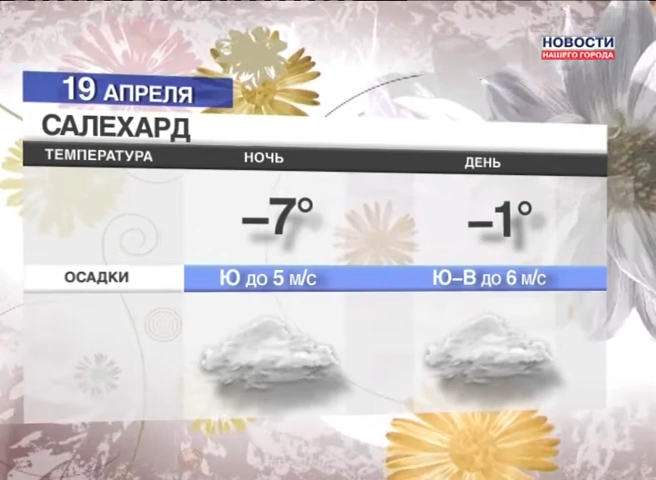 НОВОСТИ
НАШЕГО ГОРОДА
19 АПРЕЛЯ
САЛЕХАРД
ТЕМПЕРАТУРА НОЧЬ ДЕНЬ
–7° –1°
ОСАДКИ Ю ДО 5 М/С Ю–В ДО 6 М/С